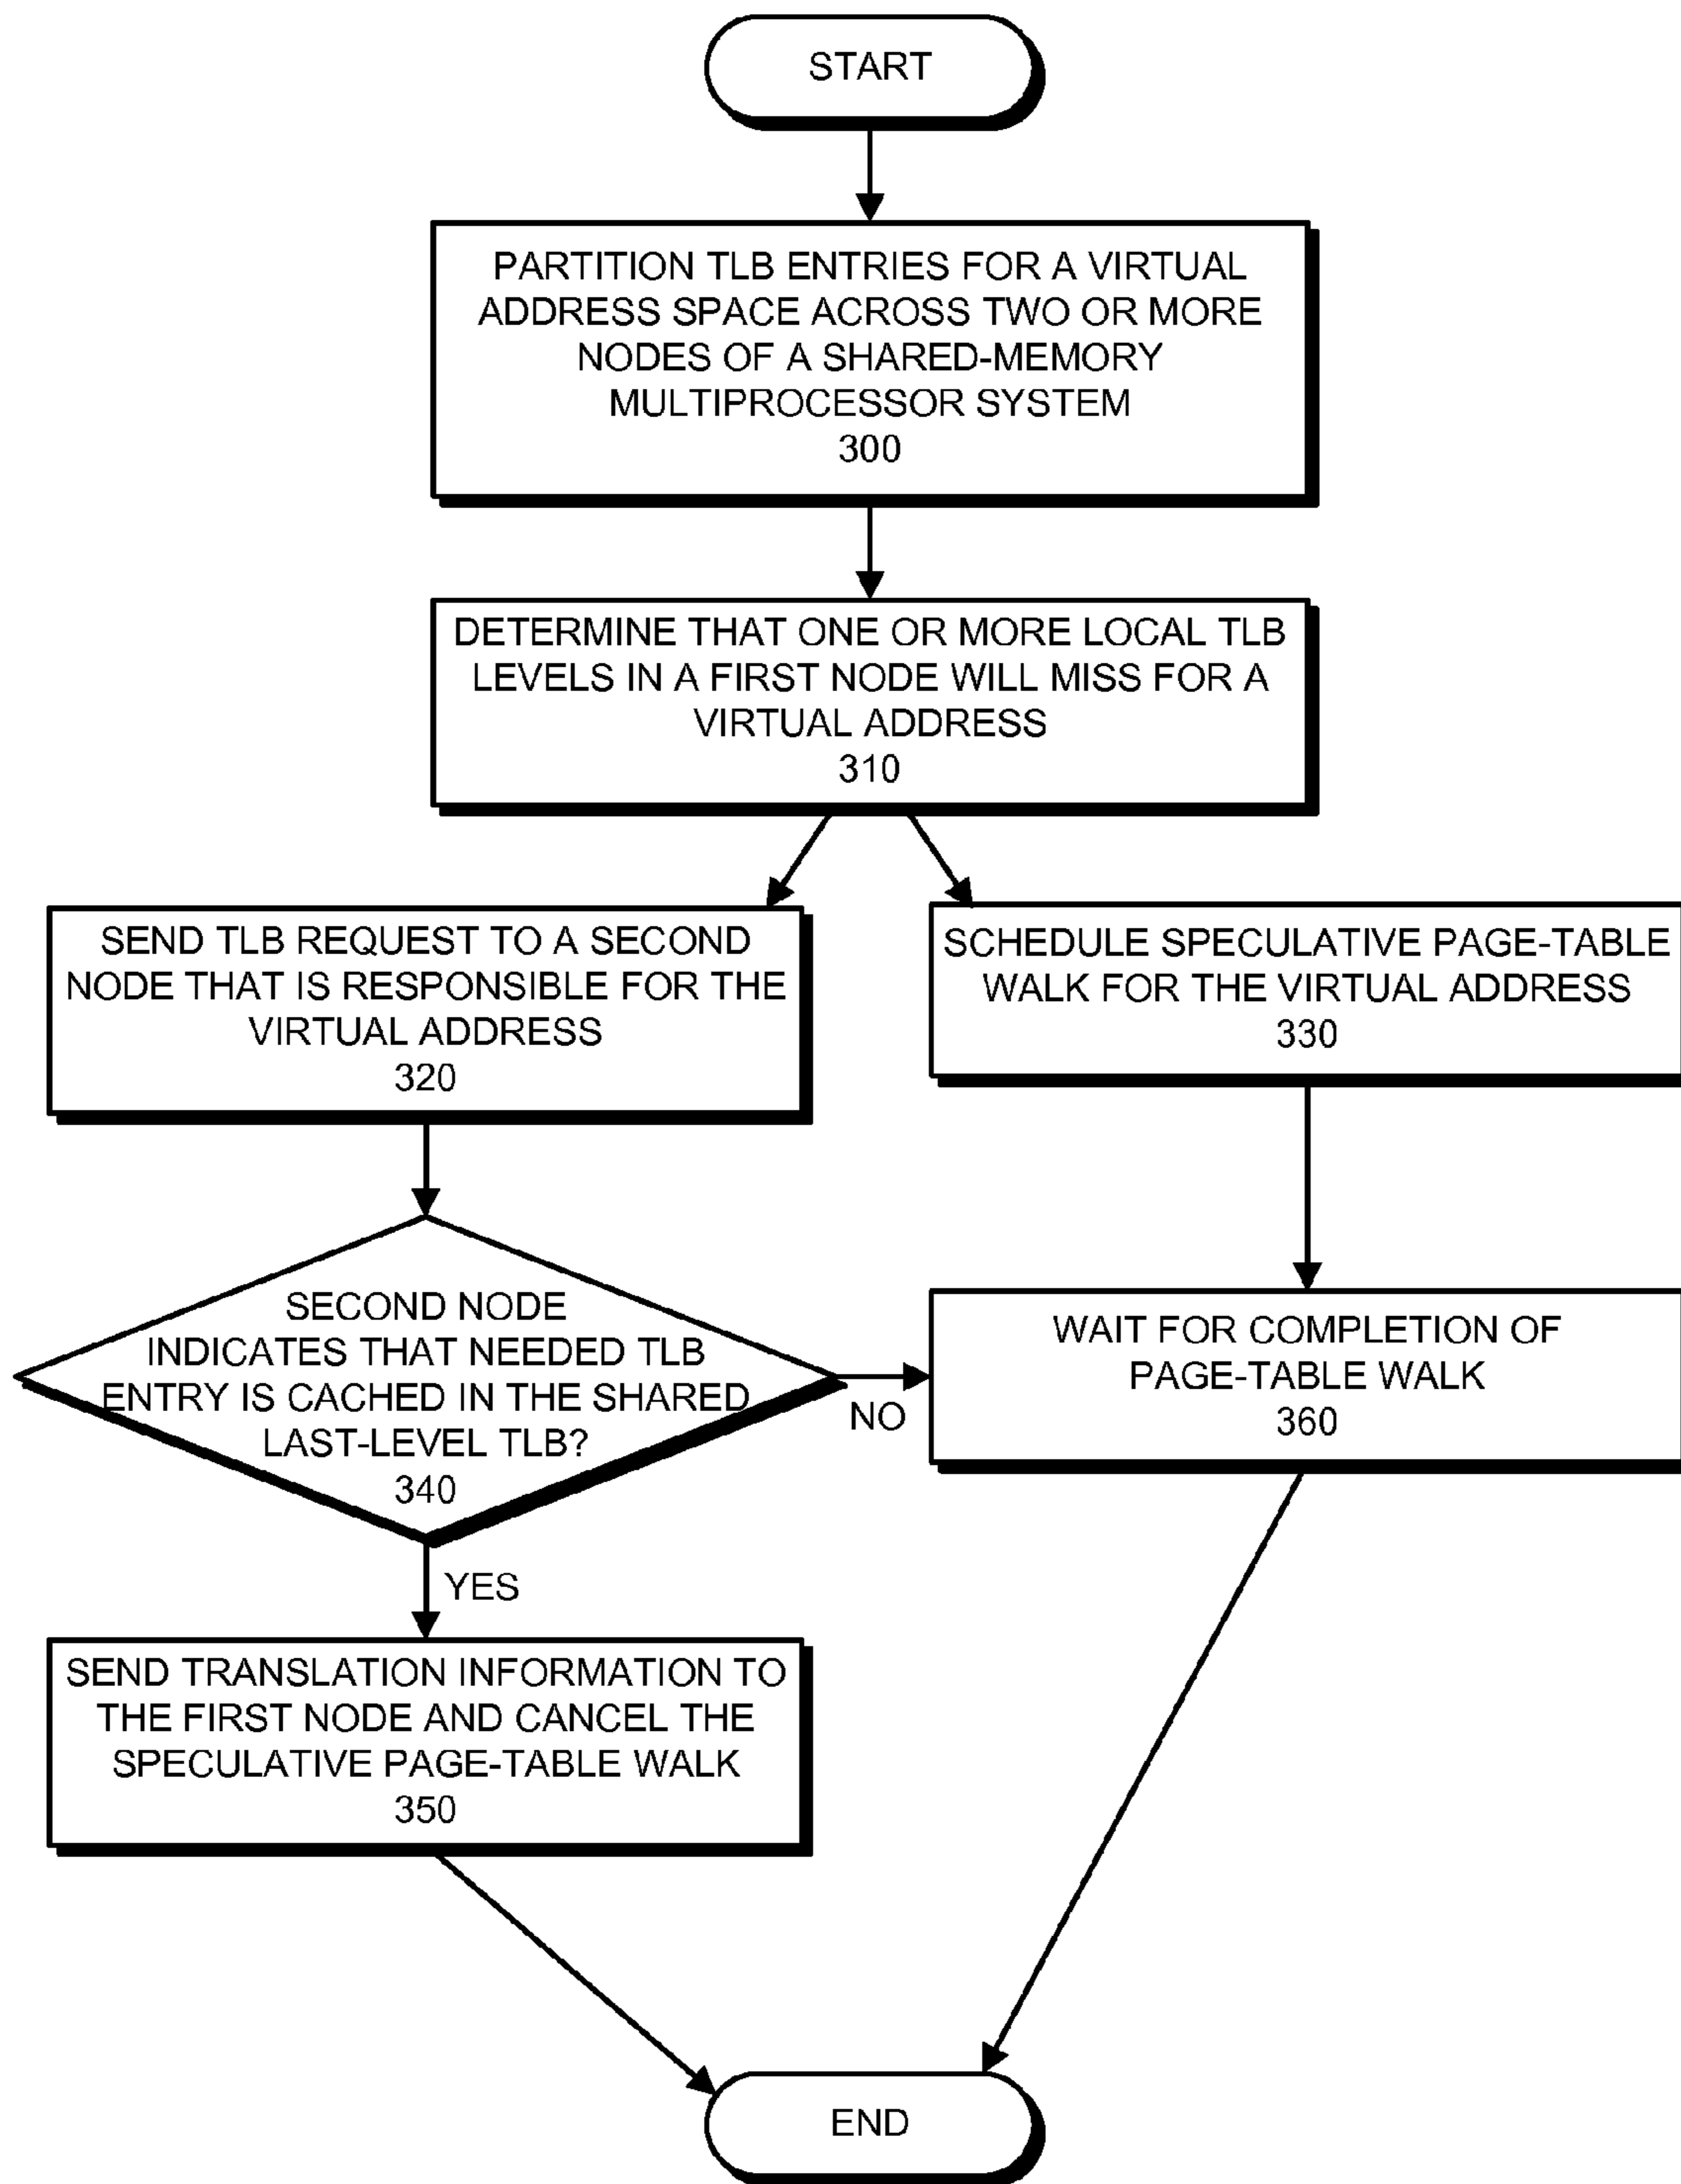 START
PARTITION TLB ENTRIES FOR A VIRTUAL
ADDRESS SPACE ACROSS TWO OR MORE
NODES OF A SHARED-MEMORY
MULTIPROCESSOR SYSTEM
300
DETERMINE THAT ONE OR MORE LOCAL TLB
LEVELS IN A FIRST NODE WILL MISS FOR A
VIRTUAL ADDRESS
310
SEND TLB REQUEST TO A SECOND
NODE THAT IS RESPONSIBLE FOR THE
VIRTUAL ADDRESS
320
SCHEDULE SPECULATIVE PAGE-TABLE
WALK FOR THE VIRTUAL ADDRESS
330
SECOND NODE
INDICATES THAT NEEDED TLB
ENTRY IS CACHED IN THE SHARED
LAST-LEVEL TLB?
340
NO
WAIT FOR COMPLETION OF
PAGE-TABLE WALK
360
YES
SEND TRANSLATION INFORMATION TO
THE FIRST NODE AND CANCEL THE
SPECULATIVE PAGE-TABLE WALK
350
END